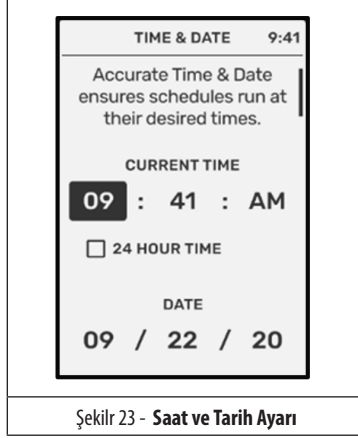 TIME & DATE 9:41
Accurate Time & Date
ensures schedules run at
their desired times.
CURRENT TIME
09 : 41 : AM
24 HOUR TIME
DATE
09 / 22 / 20
Şekilr 23 - Saat ve Tarih Ayarı